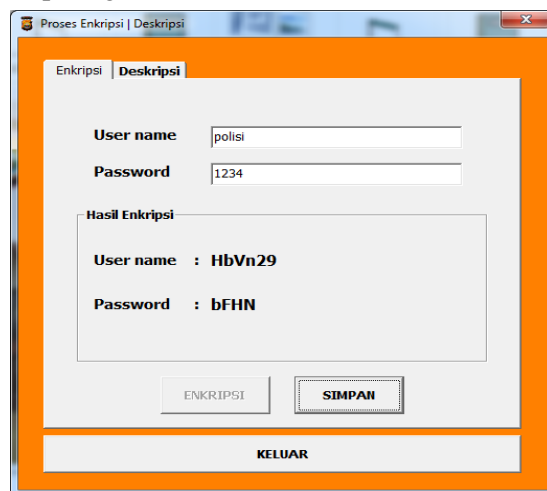 Proses Enkripsi | Deskripsi
Enkripsi Deskripsi
User name polisi
Password 1234
Hasil Enkripsi
User name : HbVn29
Password : bFHN
ENKRIPSI SIMPAN
KELUAR